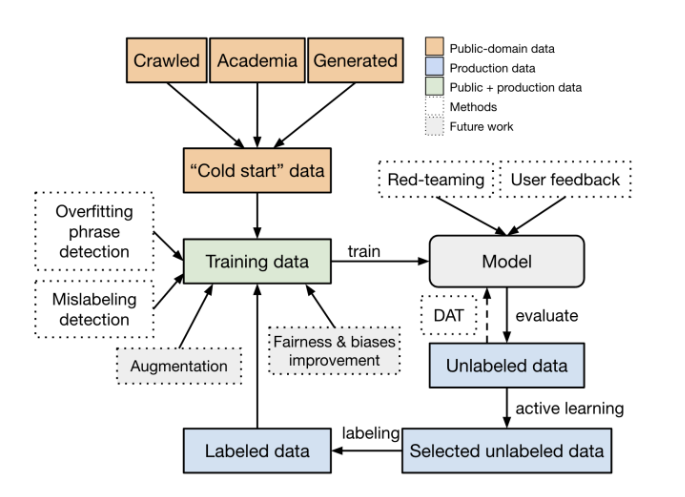 Crawled
Academia
Generated
Public-domain data
Production data
Public + production data
Methods
Future work
“Cold start” data
Red-teaming
User feedback
Overfitting
phrase
detection
Training data
train
Model
Mislabeling
detection
DAT
evaluate
Augmentation
Fairness & biases
improvement
Unlabeled data
active learning
Labeled data
labeling
Selected unlabeled data